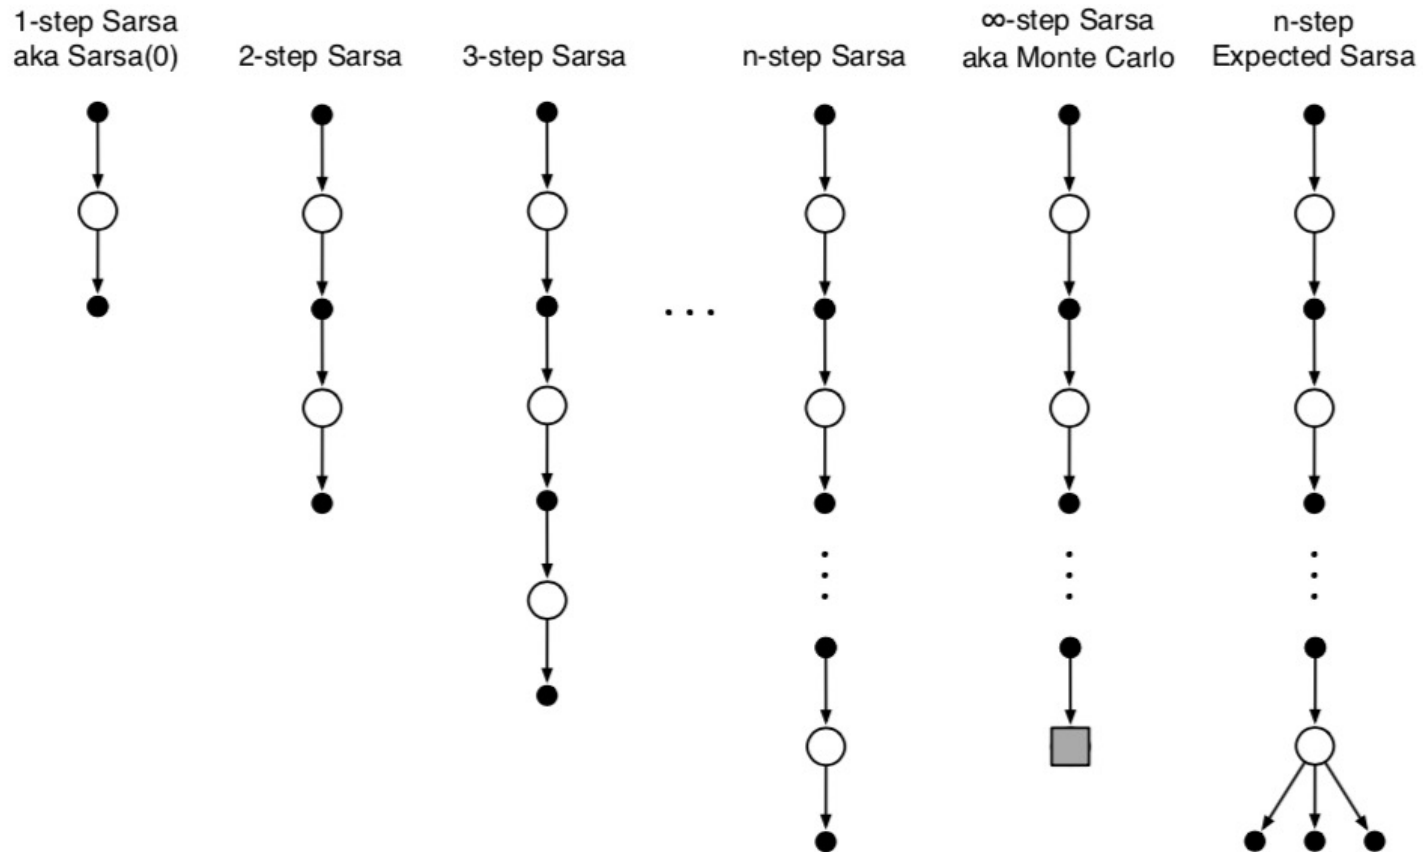 1-step Sarsa
aka Sarsa(0)
2-step Sarsa
3-step Sarsa
n-step Sarsa
∞-step Sarsa
aka Monte Carlo
n-step
Expected Sarsa